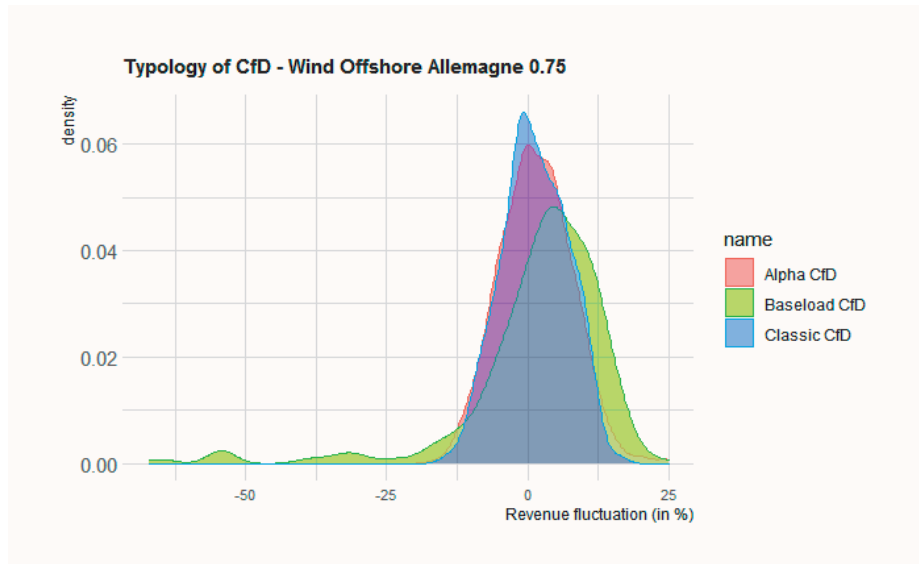 Typology of CfD - Wind Offshore Allemagne 0.75
density
0.06
0.04
0.02
0.00
-50
-25
0
25
Revenue fluctuation (in %)
name
Alpha CfD
Baseload CfD
Classic CfD